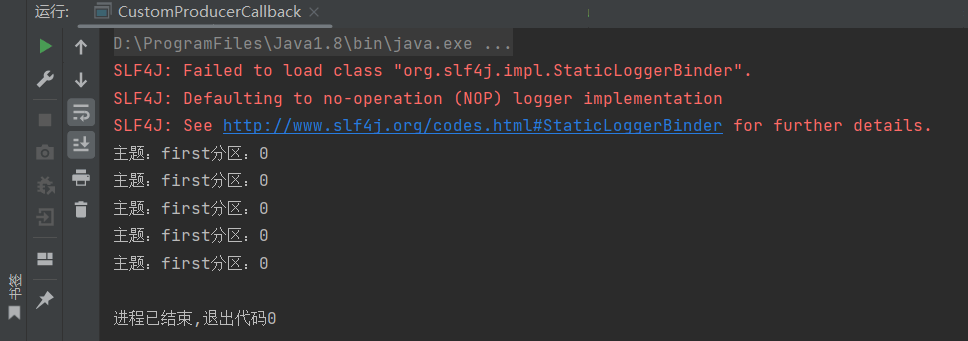 运行: CustomProducerCallback
D:\ProgramFiles\Java1.8\bin\java.exe ...
SLF4J: Failed to load class "org.slf4j.impl.StaticLoggerBinder".
SLF4J: Defaulting to no-operation (NOP) logger implementation
SLF4J: See http://www.slf4j.org/codes.html#StaticLoggerBinder for further details.
主题：first分区：0
主题：first分区：0
主题：first分区：0
主题：first分区：0
主题：first分区：0
进程已结束,退出代码0
书签